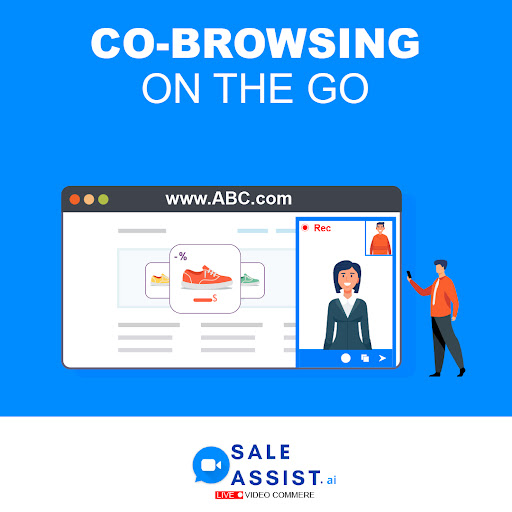 CO-BROWSING
ON THE GO
www.ABC.com
Rec
-%
S
SALE
ASSIST.ai
LIVE VIDEO COMMERE